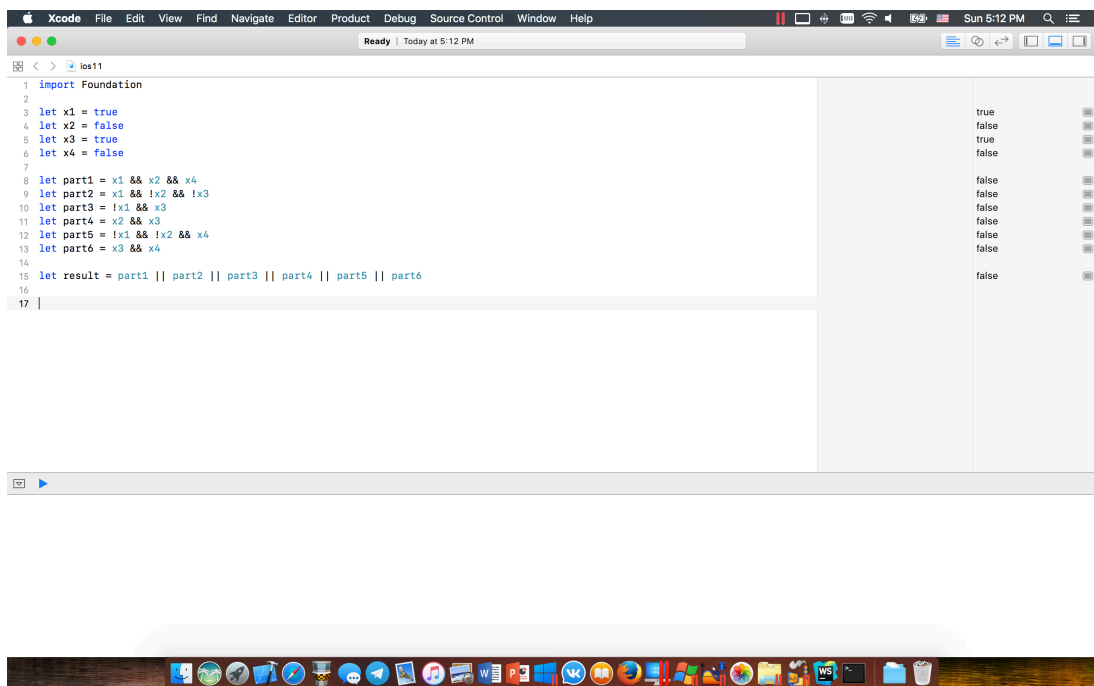 Xcode File Edit View Find Navigate Editor Product Debug Source Control Window Help Sun 5:12 PM
Ready | Today at 5:12 PM
ios11
1 import Foundation
2
3 let x1 = true true
4 let x2 = false false
5 let x3 = true true
6 let x4 = false false
7
8 let part1 = x1 && x2 && x4 false
9 let part2 = x1 && !x2 && !x3 false
10 let part3 = !x1 && x3 false
11 let part4 = x2 && x3 false
12 let part5 = !x1 && !x2 && x4 false
13 let part6 = x3 && x4 false
14
15 let result = part1 || part2 || part3 || part4 || part5 || part6 false
16
17
W P WS